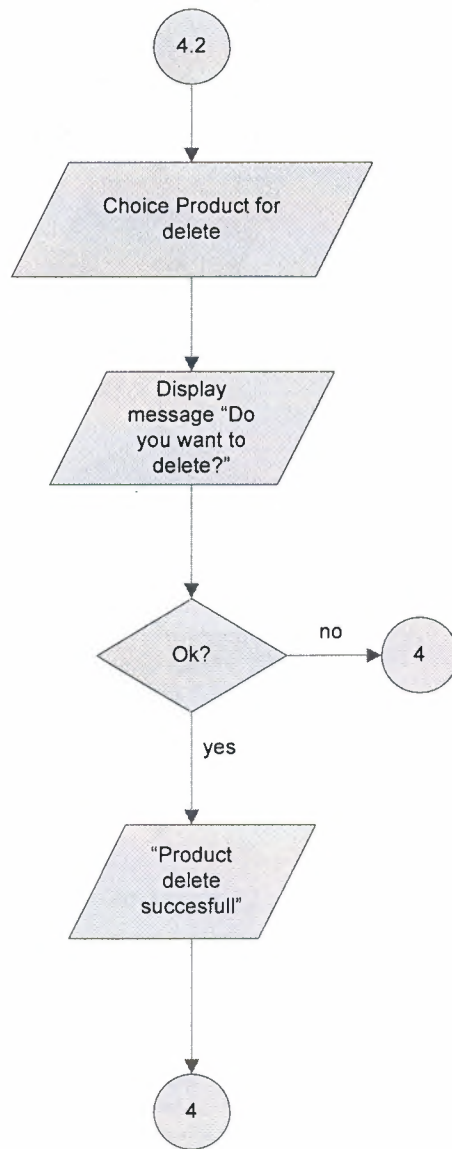 4.2
Choice Product for
delete
Display
message “Do
you want to
delete?”
Ok?
no
4
yes
“Product
delete
succesfull”
4